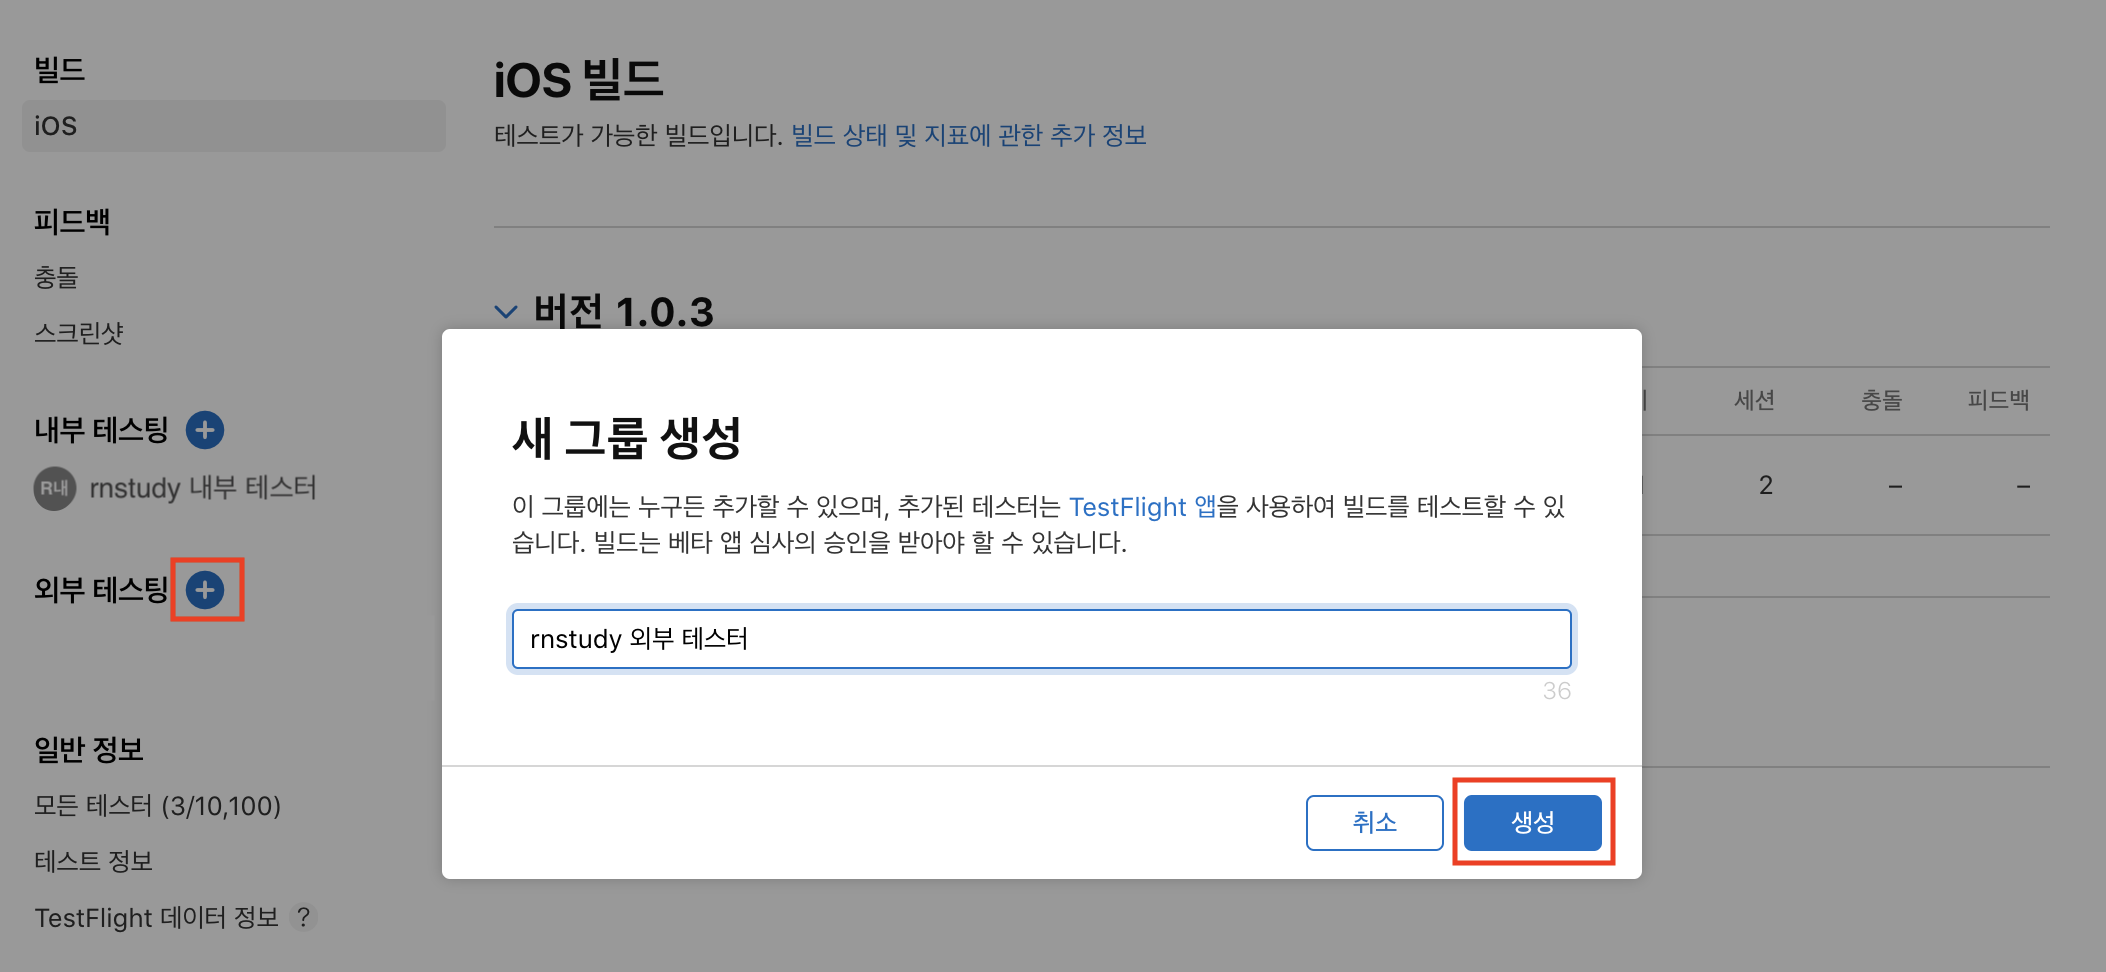 빌드
iOS
피드백
충돌
스크린샷
내부 테스팅
R내 rnstudy 내부 테스터
외부 테스팅
일반 정보
모든 테스터 (3/10,100)
테스트 정보
TestFlight 데이터 정보 ?
iOS 빌드
테스트가 가능한 빌드입니다. 빌드 상태 및 지표에 관한 추가 정보
버전 1.0.3
세션 충돌 피드백
2 – –
새 그룹 생성
이 그룹에는 누구든 추가할 수 있으며, 추가된 테스터는 TestFlight 앱을 사용하여 빌드를 테스트할 수 있
습니다. 빌드는 베타 앱 심사의 승인을 받아야 할 수 있습니다.
rnstudy 외부 테스터
36
취소 생성